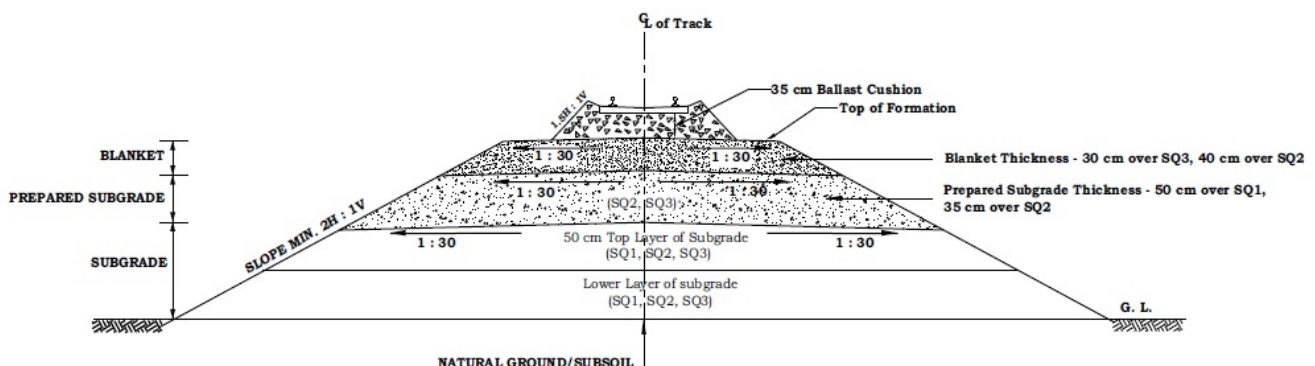 ℄ of Track
35 cm Ballast Cushion
Top of Formation
1.5H : 1V
BLANKET
1 : 30
1 : 30
Blanket Thickness - 30 cm over SQ3, 40 cm over SQ2
PREPARED SUBGRADE
1 : 30
1 : 30
(SQ2, SQ3)
Prepared Subgrade Thickness - 50 cm over SQ1,
35 cm over SQ2
SLOPE MIN. 2H : 1V
SUBGRADE
1 : 30
50 cm Top Layer of Subgrade
(SQ1, SQ2, SQ3)
1 : 30
Lower Layer of subgrade
(SQ1, SQ2, SQ3)
G. L.
NATURAL GROUND/SUBSOIL